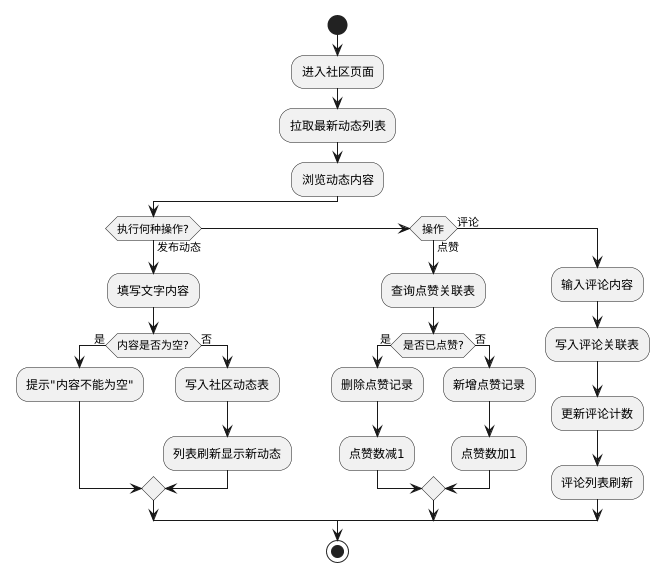 进入社区页面
拉取最新动态列表
浏览动态内容
执行何种操作?
发布动态
填写文字内容
内容是否为空?
是
提示"内容不能为空"
否
写入社区动态表
列表刷新显示新动态
操作
点赞
查询点赞关联表
是否已点赞?
是
删除点赞记录
点赞数减1
否
新增点赞记录
点赞数加1
评论
输入评论内容
写入评论关联表
更新评论计数
评论列表刷新